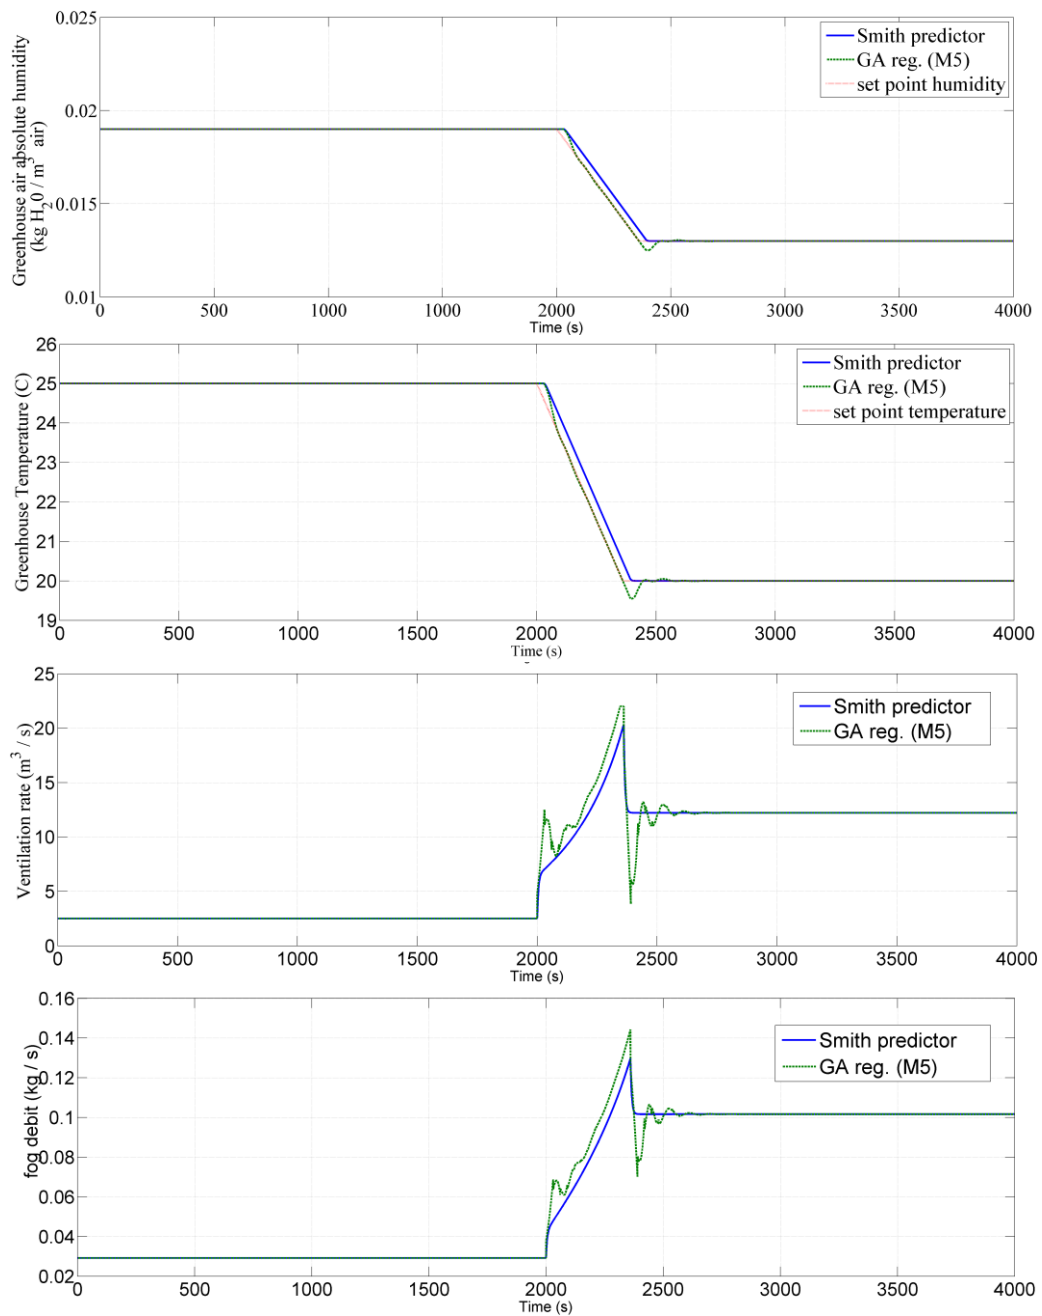 0.025
0.02
0.015
0.01
Greenhouse air absolute humidity
(kg H₂0 / m³ air)
Smith predictor
GA reg. (M5)
set point humidity
0 500 1000 1500 2000 2500 3000 3500 4000
Time (s)
26
25
24
23
22
21
20
19
Greenhouse Temperature (C)
Smith predictor
GA reg. (M5)
set point temperature
0 500 1000 1500 2000 2500 3000 3500 4000
Time (s)
25
20
15
10
5
0
Ventilation rate (m³ / s)
Smith predictor
GA reg. (M5)
0 500 1000 1500 2000 2500 3000 3500 4000
Time (s)
0.16
0.14
0.12
0.1
0.08
0.06
0.04
0.02
fog debit (kg / s)
Smith predictor
GA reg. (M5)
0 500 1000 1500 2000 2500 3000 3500 4000
Time (s)